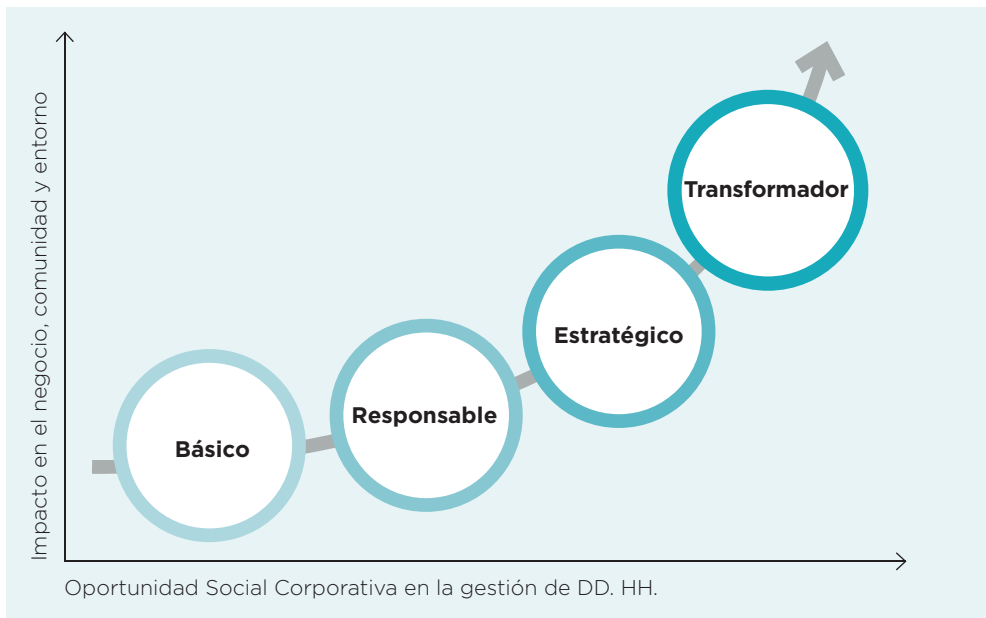 Impacto en el negocio, comunidad y entorno
Transformador
Estratégico
Responsable
Básico
Oportunidad Social Corporativa en la gestión de DD. HH.